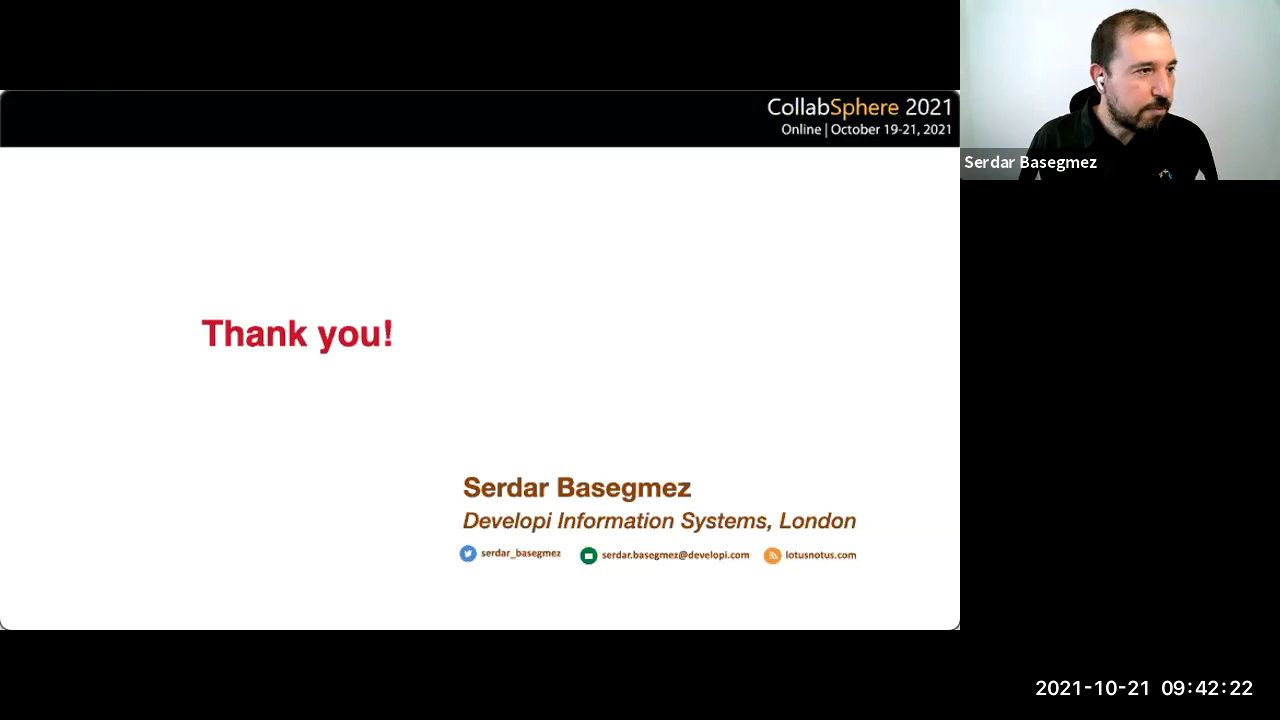 CollabSphere 2021
Online | October 19-21, 2021
Serdar Basegmez
Thank you!
Serdar Basegmez
Developi Information Systems, London
serdar_basegmez serdar.basegmez@developi.com lotusnotus.com
2021-10-21 09:42:22